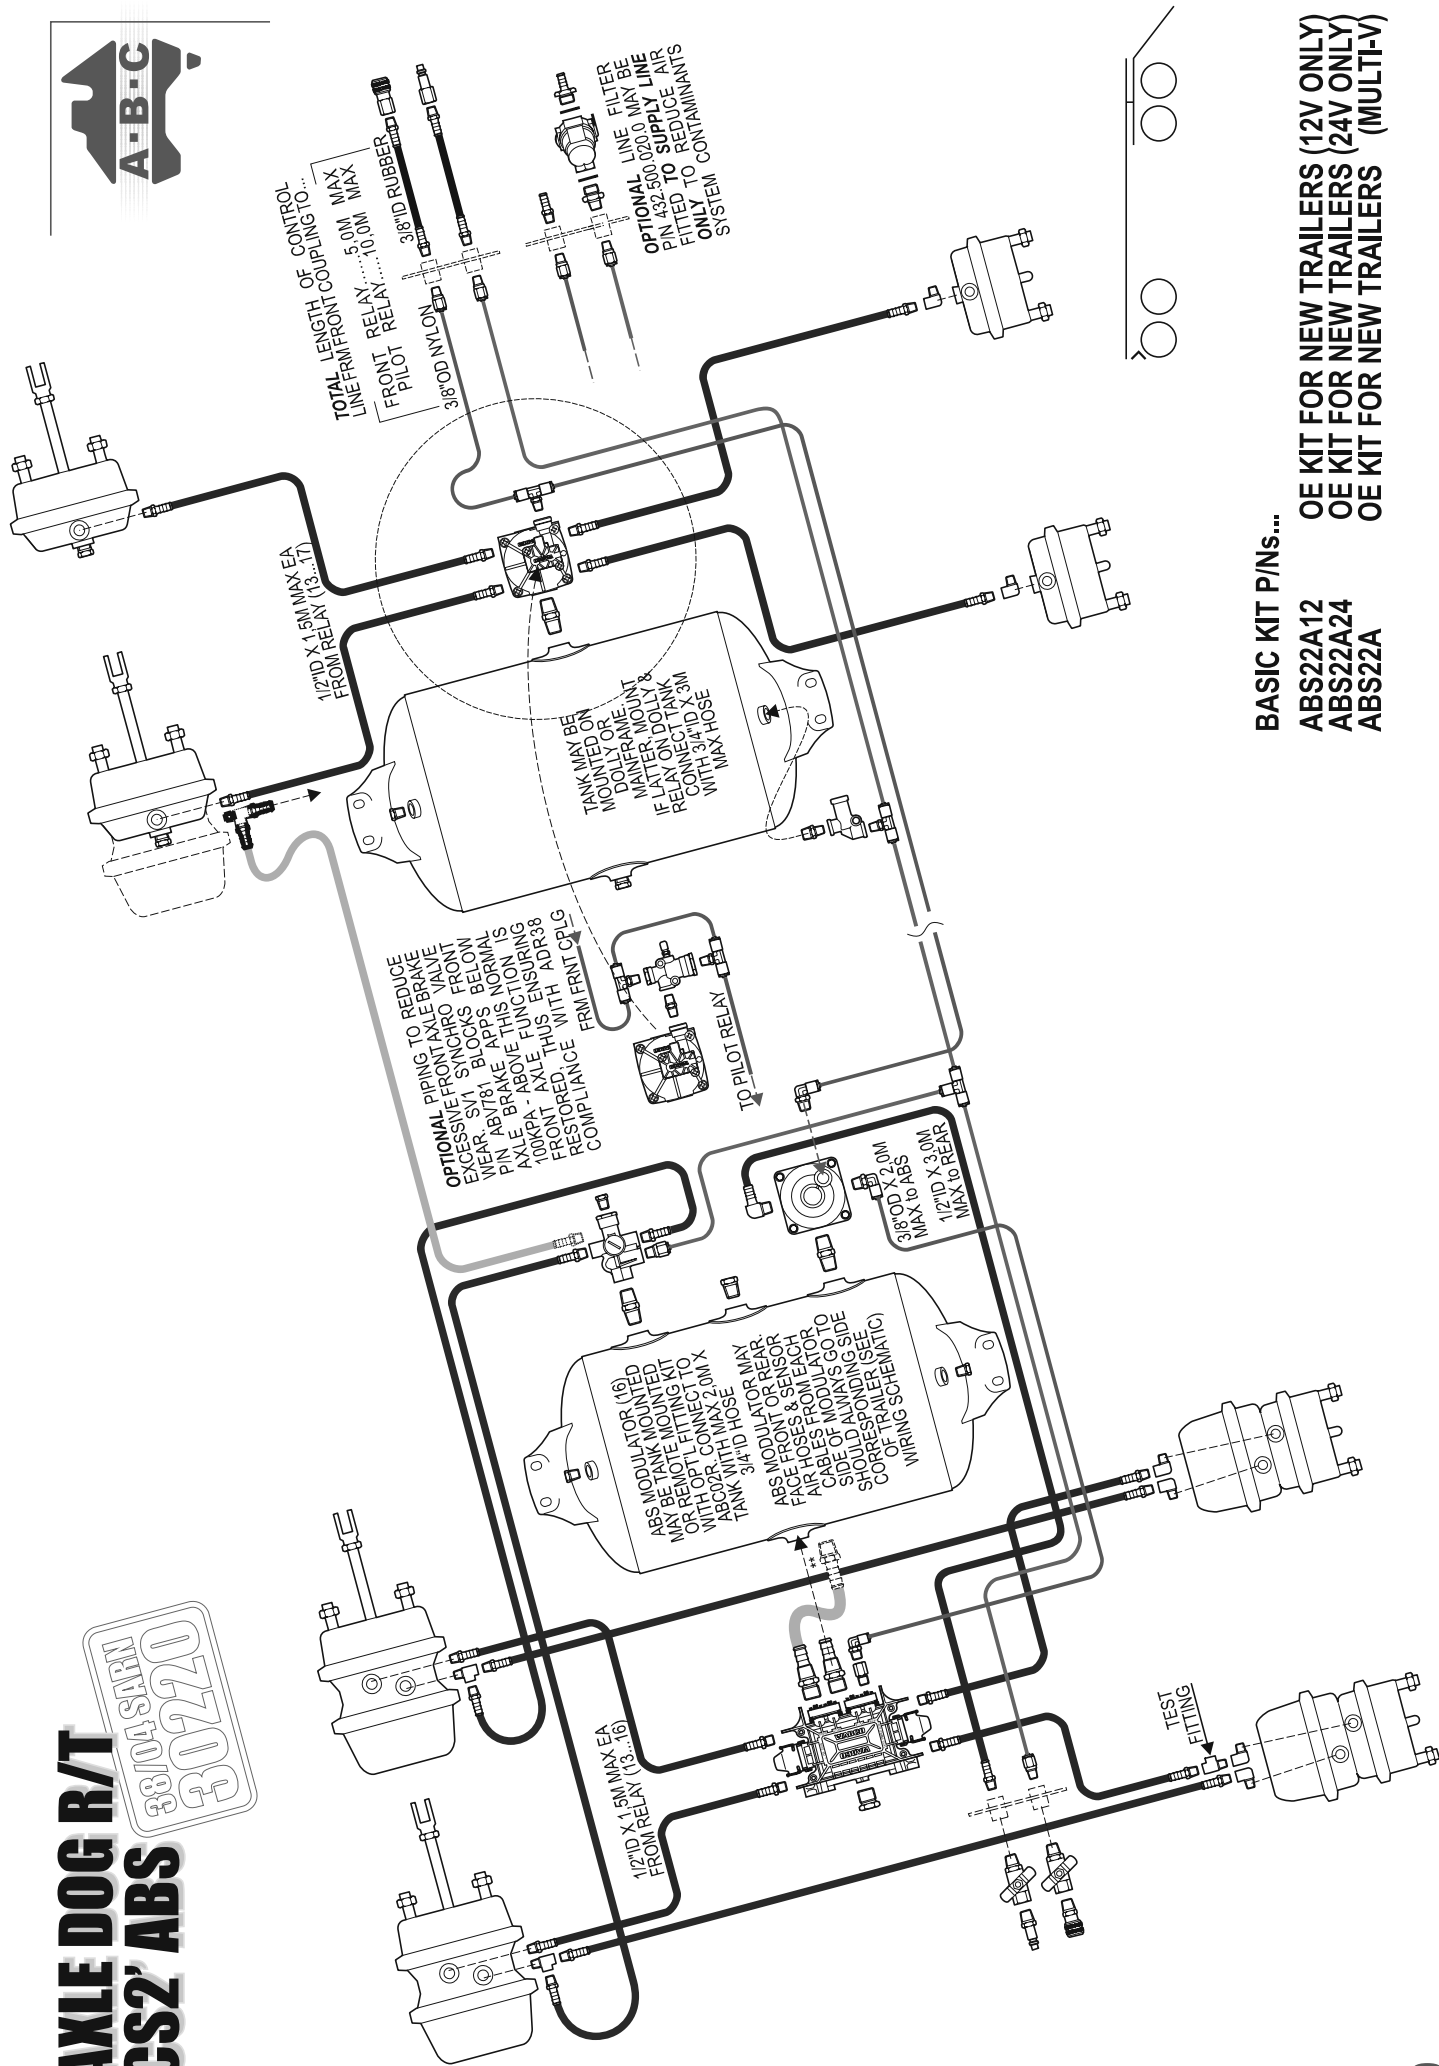 AXLE DOG R/T
CS2' ABS
38/04 SARN
30220
A·B·C
TOTAL LENGTH OF CONTROL
LINE FRM FRONT COUPLING TO...
FRONT RELAY.....5,0M MAX
PILOT RELAY....10,0M MAX
3/8"OD NYLON
3/8"ID RUBBER
OPTIONAL LINE FILTER
P/N 432.500.020.0 MAY BE
FITTED TO SUPPLY LINE
ONLY TO REDUCE AIR
SYSTEM CONTAMINANTS
1/2"ID X 1,5M MAX EA
FROM RELAY (13...17)
TANK MAY BE
MOUNTED ON
DOLLY OR
MAINFRAME.
IF LATTER, MOUNT
RELAY ON DOLLY &
CONNECT TANK
WITH 3/4"ID X 3M
MAX HOSE
OPTIONAL PIPING TO REDUCE
EXCESSIVE FRONT AXLE BRAKE
WEAR. SV1 SYNCHRO VALVE
P/N ABV781 BLOCKS FRONT
AXLE BRAKE APPS BELOW
100KPA - ABOVE THIS NORMAL
FRONT AXLE FUNCTION IS
RESTORED, THUS ENSURING
COMPLIANCE WITH ADR38
FRM FRNT CPLG
TO PILOT RELAY
3/8"OD X 2,0M
MAX to ABS
1/2"ID X 3,0M
MAX to REAR
ABS MODULATOR (16)
MAY BE TANK MOUNTED
OR REMOTE MOUNTED
WITH OPT'L FITTING KIT
ABC02R. CONNECT TO
TANK WITH MAX 2,0M X
3/4"ID HOSE
ABS MODULATOR MAY
FACE FRONT OR REAR.
AIR HOSES & SENSOR
CABLES FROM EACH
SIDE OF MODULATOR
SHOULD ALWAYS GO TO
CORRESPONDING SIDE
OF TRAILER (SEE
WIRING SCHEMATIC)
**
1/2"ID X 1,5M MAX EA
FROM RELAY (13...16)
TEST
FITTING
BASIC KIT P/Ns...
ABS22A12 OE KIT FOR NEW TRAILERS (12V ONLY)
ABS22A24 OE KIT FOR NEW TRAILERS (24V ONLY)
ABS22A OE KIT FOR NEW TRAILERS (MULTI-V)